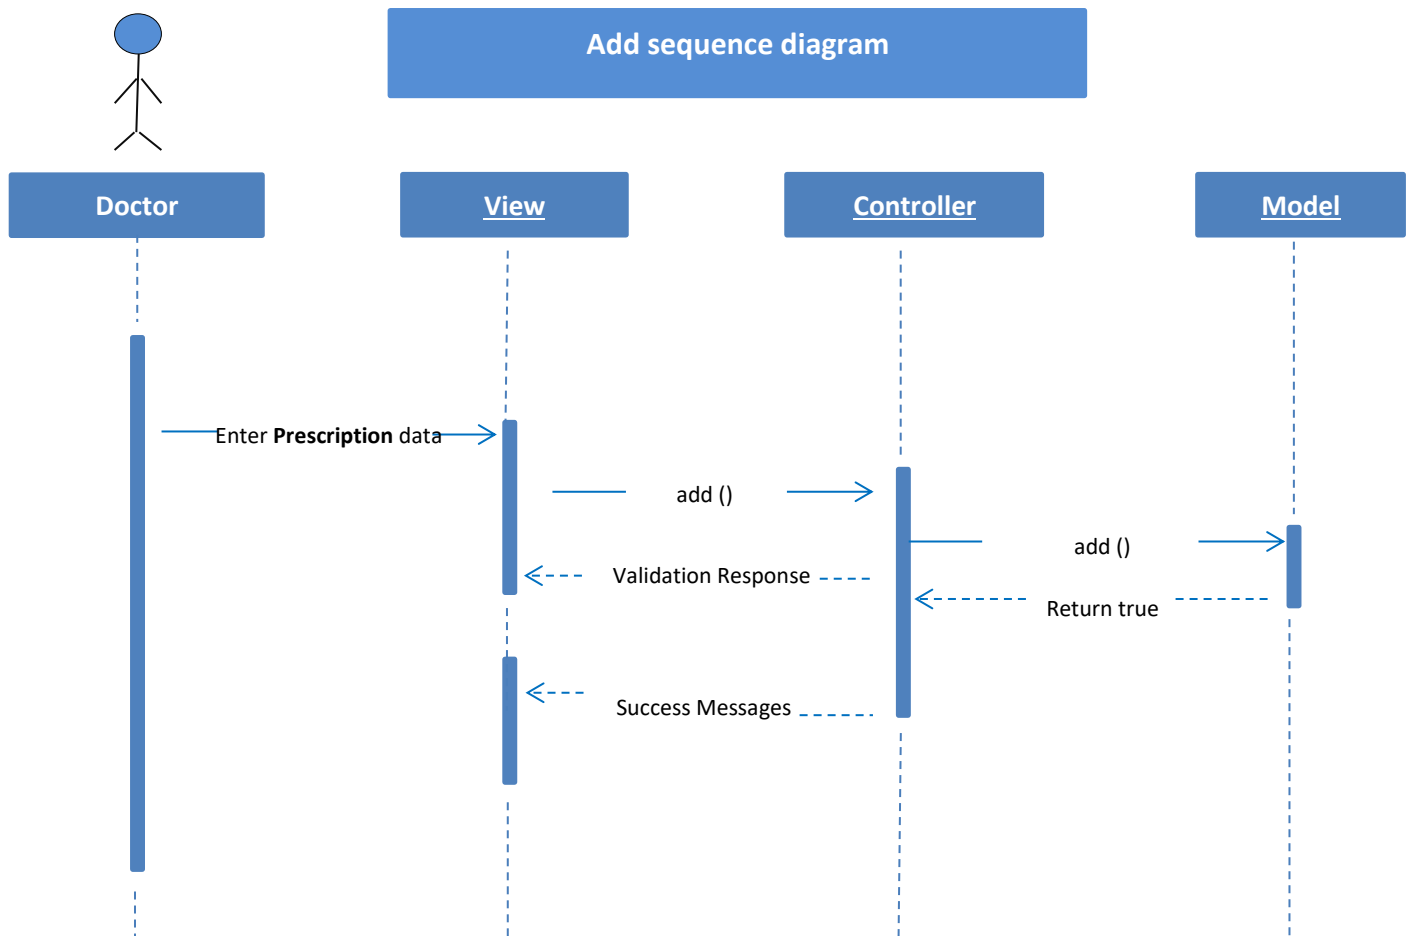 Add sequence diagram
Doctor
View
Controller
Model
Enter Prescription data
add ()
add ()
Validation Response
Return true
Success Messages